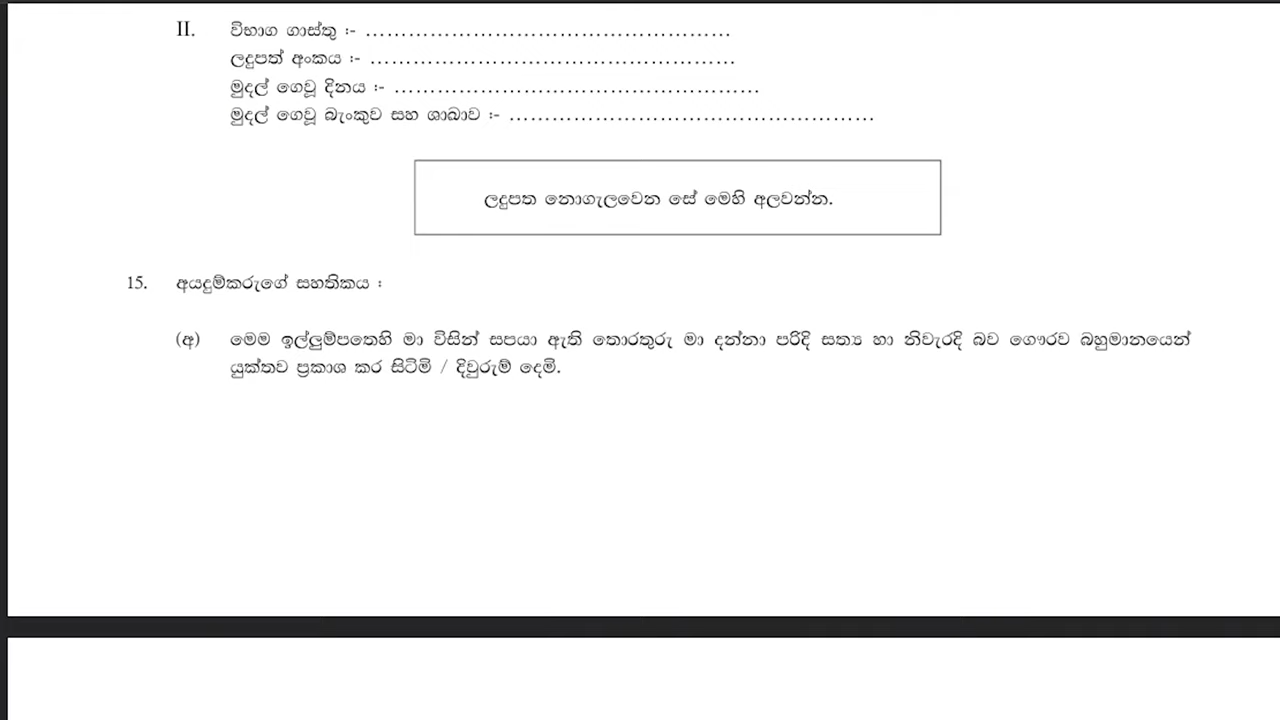 II. විභාග ගාස්තු :- ...................................................
ලදුපත් අංකය :- ...................................................
මුදල් ගෙවූ දිනය :- ...................................................
මුදල් ගෙවූ බැංකුව සහ ශාඛාව :- ...................................................
ලදුපත නොගැලවෙන සේ මෙහි අලවන්න.
15. අයදුම්කරුගේ සහතිකය :
(අ) මෙම ඉල්ලුම්පතෙහි මා විසින් සපයා ඇති තොරතුරු මා දන්නා පරිදි සත්‍ය හා නිවැරදි බව ගෞරව බහුමානයෙන්
යුක්තව ප්‍රකාශ කර සිටිමි / දිවුරුම් දෙමි.